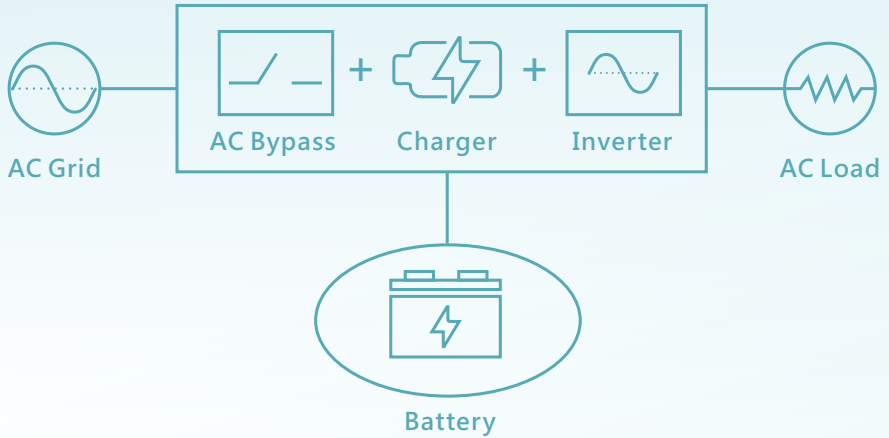 +
+
AC Bypass
Charger
Inverter
AC Grid
AC Load
Battery